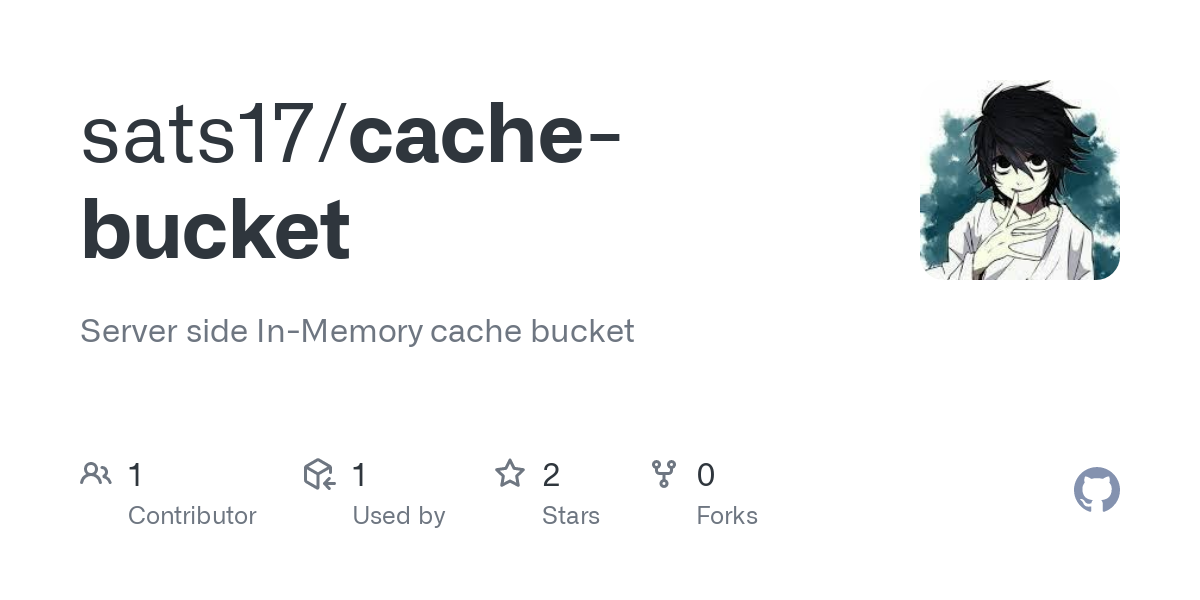 sats17/cache-
bucket
Server side In-Memory cache bucket
1
Contributor
1
Used by
2
Stars
0
Forks